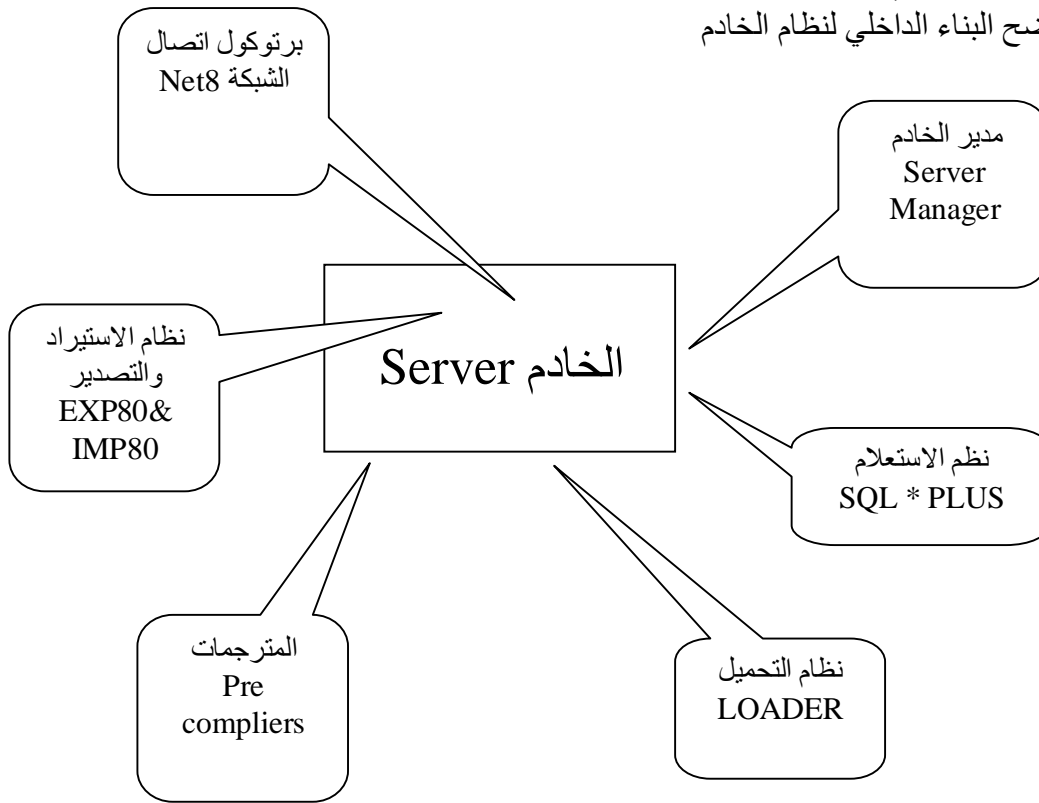 البناء الداخلي لنظام الخادم
برتوكول اتصال
الشبكة Net8
مدير الخادم
Server
Manager
نظام الاستيراد
والتصدير
EXP80&
IMP80
الخادم Server
نظم الاستعلام
SQL * PLUS
المترجمات
Pre
compliers
نظام التحميل
LOADER